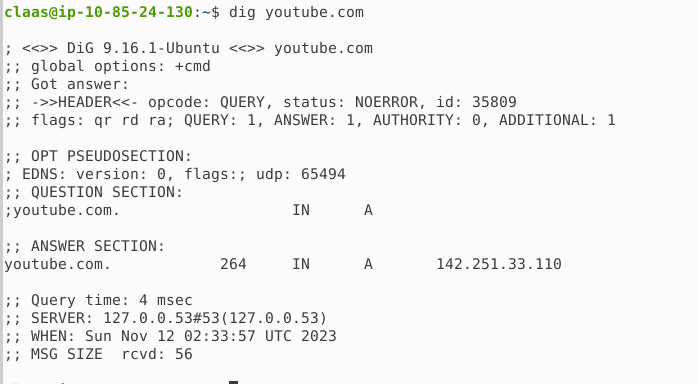 claas@ip-10-85-24-130:~$ dig youtube.com

; <<>> DiG 9.16.1-Ubuntu <<>> youtube.com
;; global options: +cmd
;; Got answer:
;; ->>HEADER<<- opcode: QUERY, status: NOERROR, id: 35809
;; flags: qr rd ra; QUERY: 1, ANSWER: 1, AUTHORITY: 0, ADDITIONAL: 1

;; OPT PSEUDOSECTION:
; EDNS: version: 0, flags:; udp: 65494
;; QUESTION SECTION:
;youtube.com.                   IN      A

;; ANSWER SECTION:
youtube.com.            264     IN      A       142.251.33.110

;; Query time: 4 msec
;; SERVER: 127.0.0.53#53(127.0.0.53)
;; WHEN: Sun Nov 12 02:33:57 UTC 2023
;; MSG SIZE  rcvd: 56